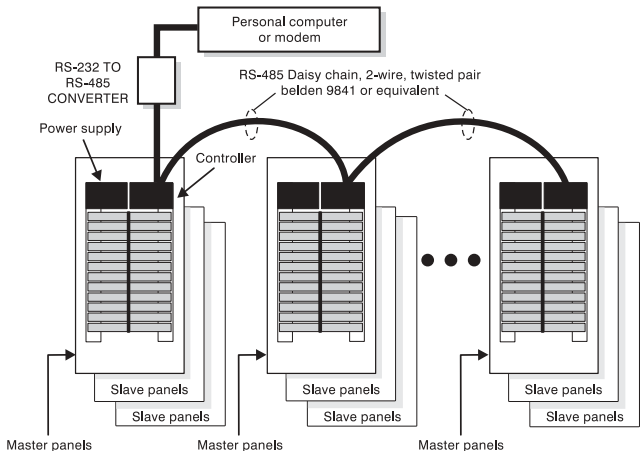 Personal computer
or modem
RS-232 TO
RS-485
CONVERTER
RS-485 Daisy chain, 2-wire, twisted pair
belden 9841 or equivalent
Power supply
Controller
Slave panels
Slave panels
Slave panels
Slave panels
Slave panels
Slave panels
Master panels
Master panels
Master panels